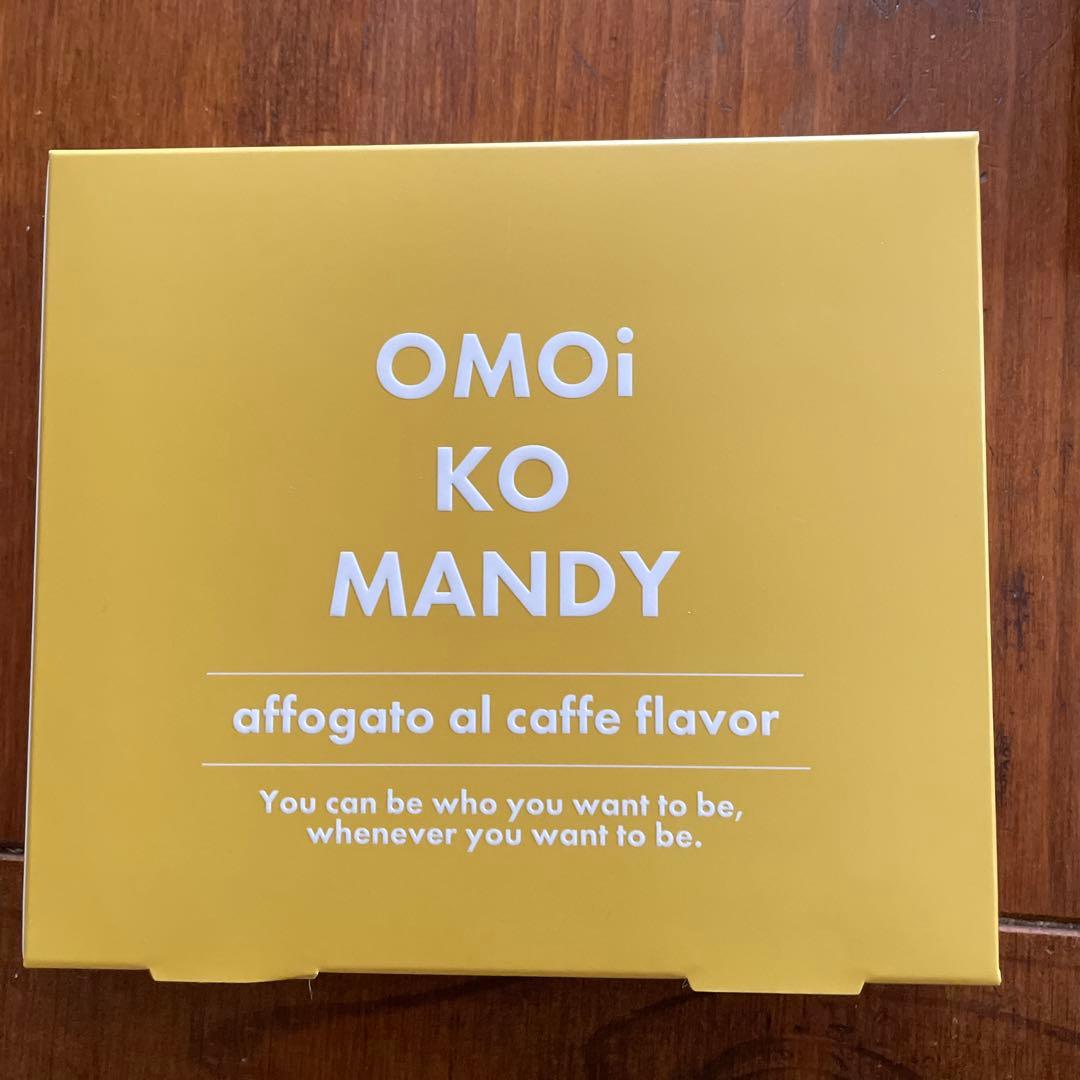 OMOi
KO
MANDY
affogato al caffe flavor
You can be who you want to be,
whenever you want to be.